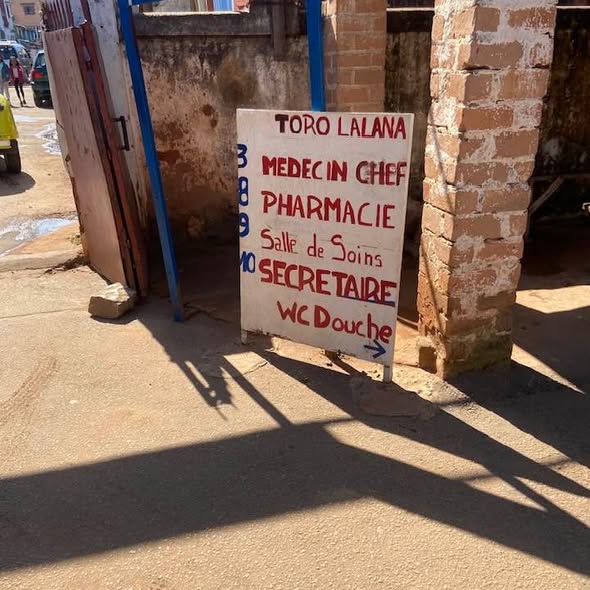 TORO LALANA
3 MEDECIN CHEF
8 PHARMACIE
9 Salle de Soins
10 SECRETAIRE
WC Douche
→